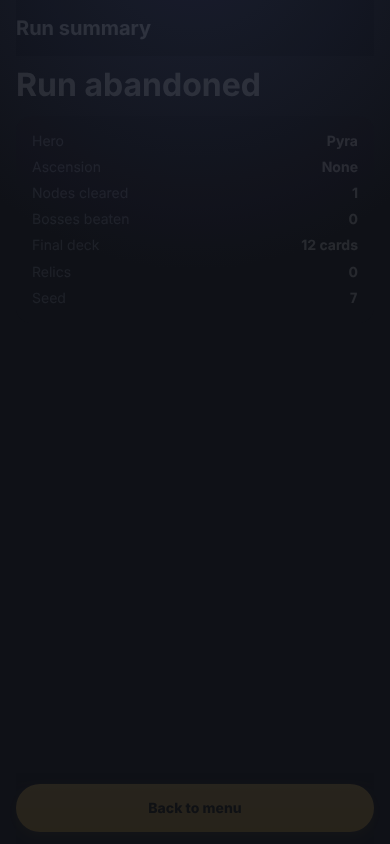 Run summary
Run abandoned
Hero Pyra
Ascension None
Nodes cleared 1
Bosses beaten 0
Final deck 12 cards
Relics 0
Seed 7
Back to menu